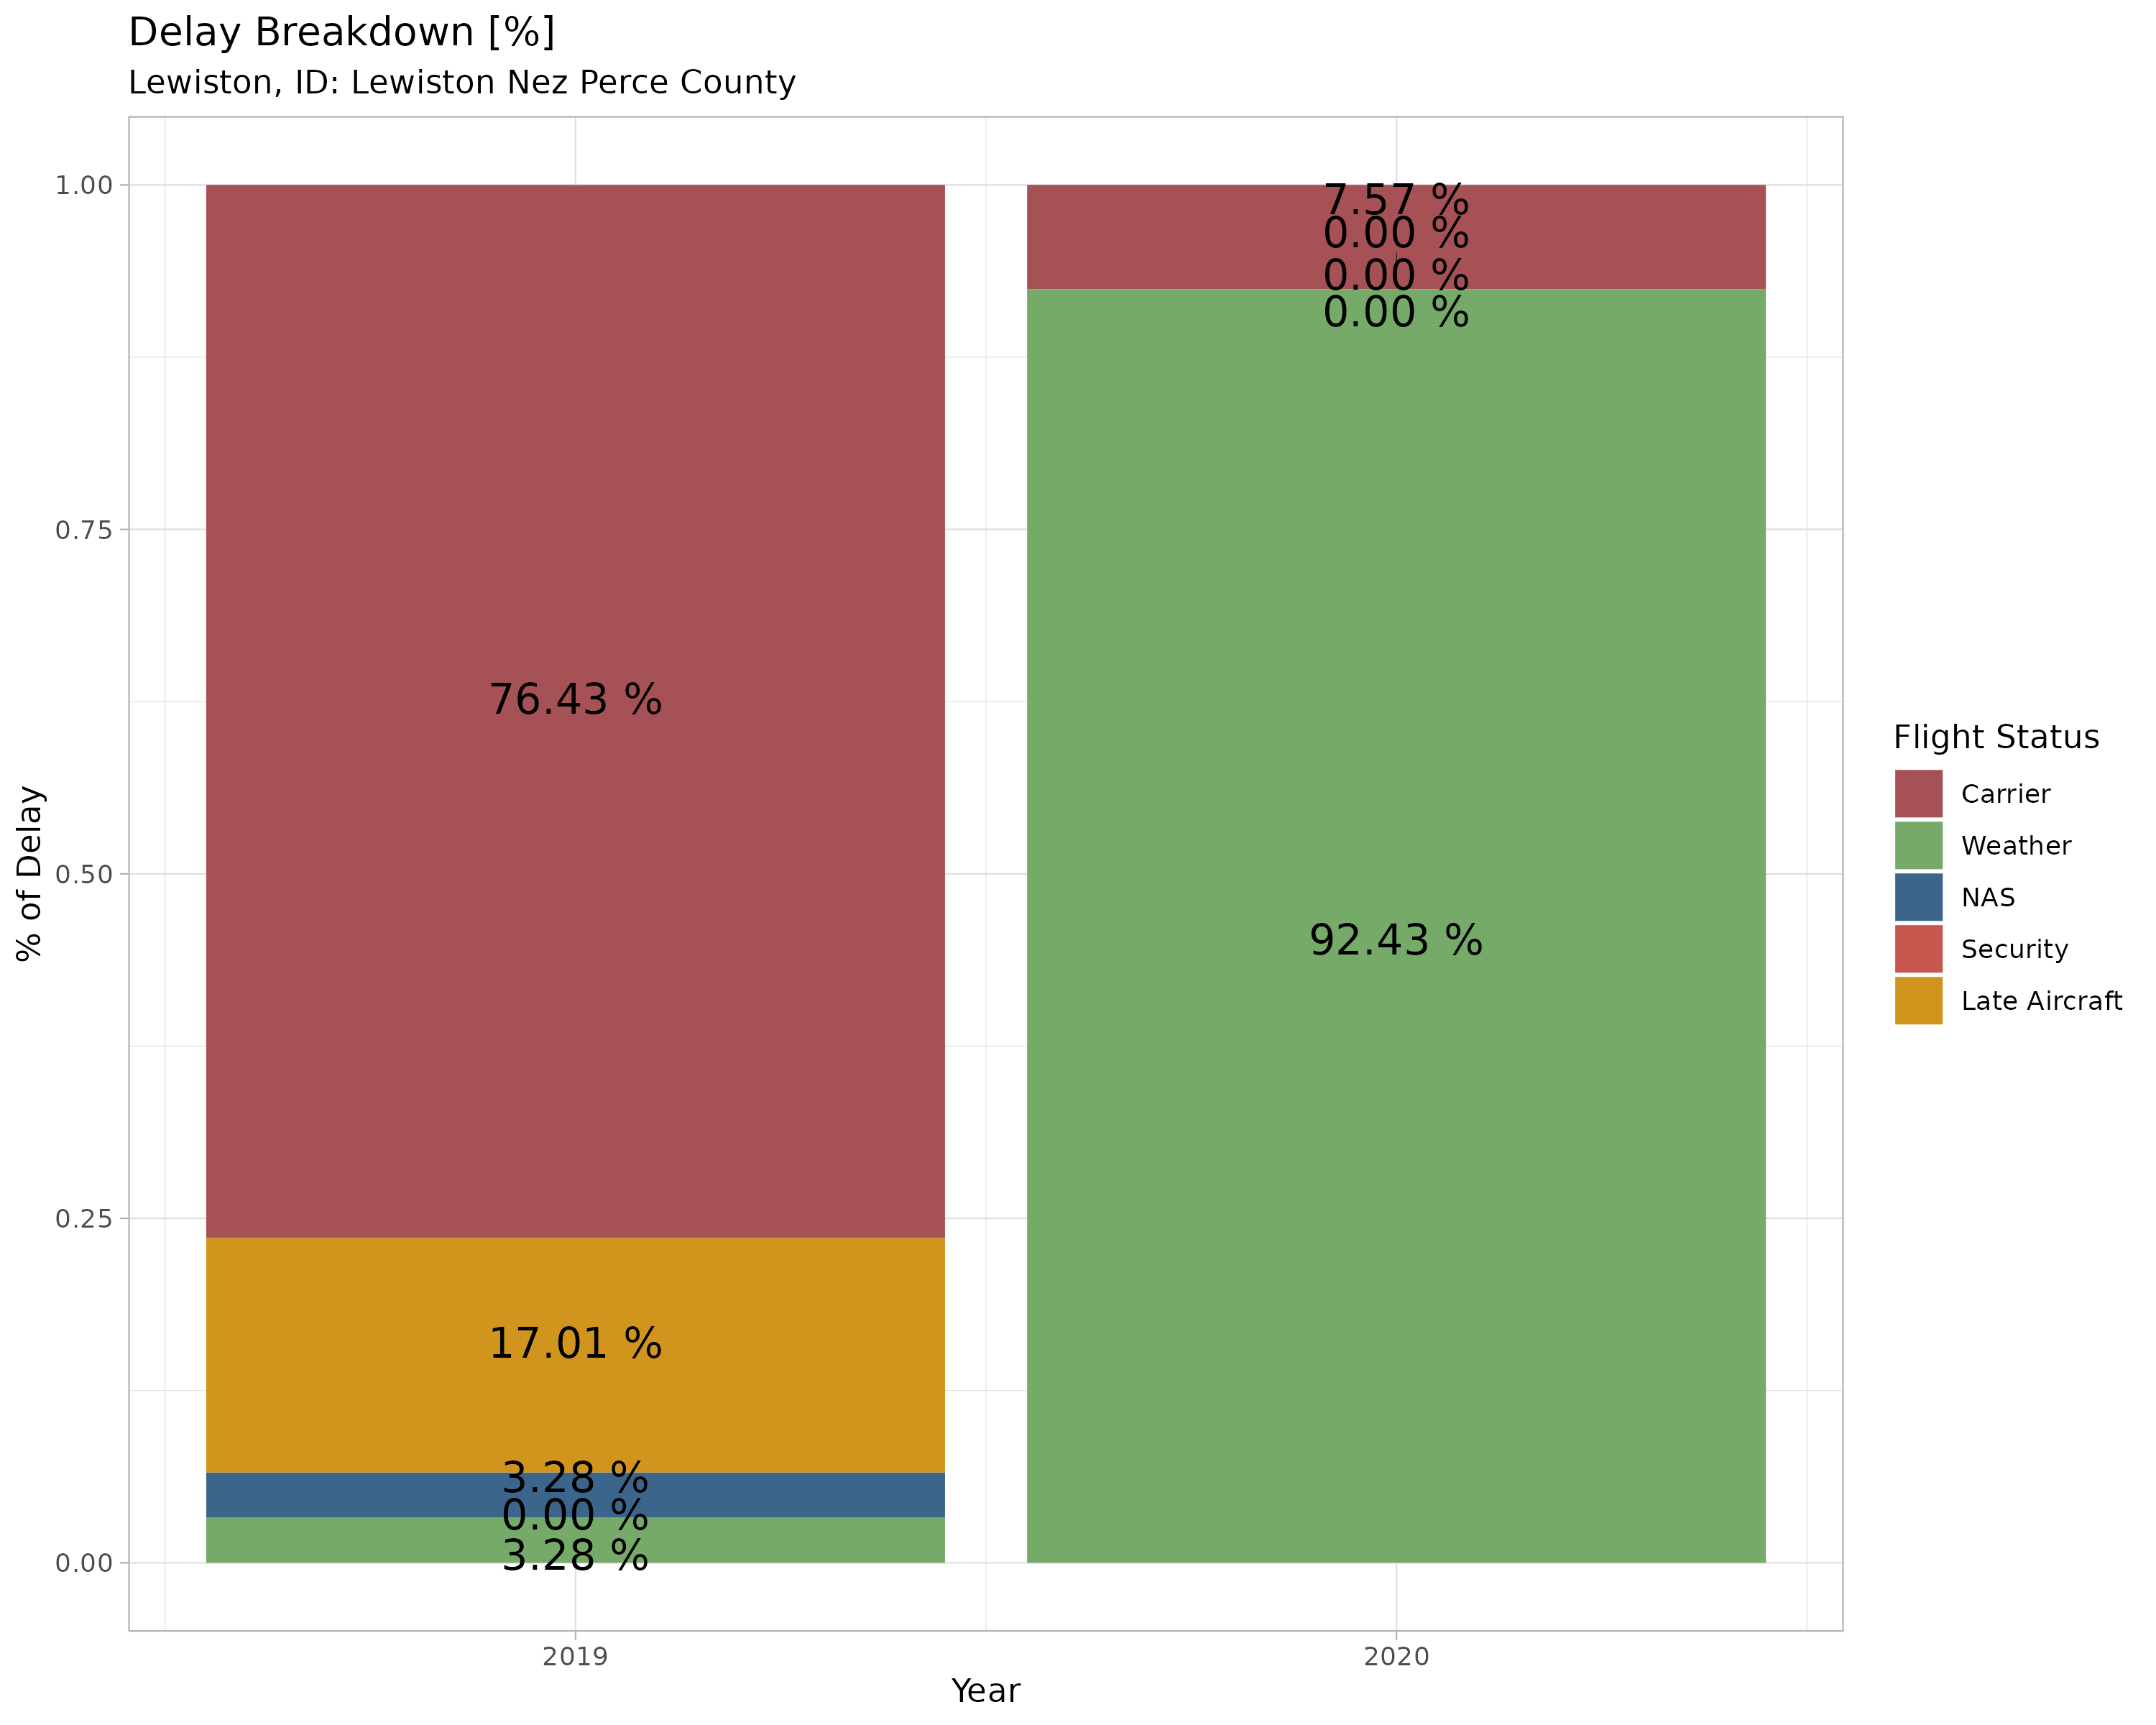 Delay Breakdown [%]
Lewiston, ID: Lewiston Nez Perce County
% of Delay
1.00
0.75
0.50
0.25
0.00
76.43 %
17.01 %
3.28 %
0.00 %
3.28 %
7.57 %
0.00 %
0.00 %
0.00 %
92.43 %
2019
2020
Year
Flight Status
Carrier
Weather
NAS
Security
Late Aircraft